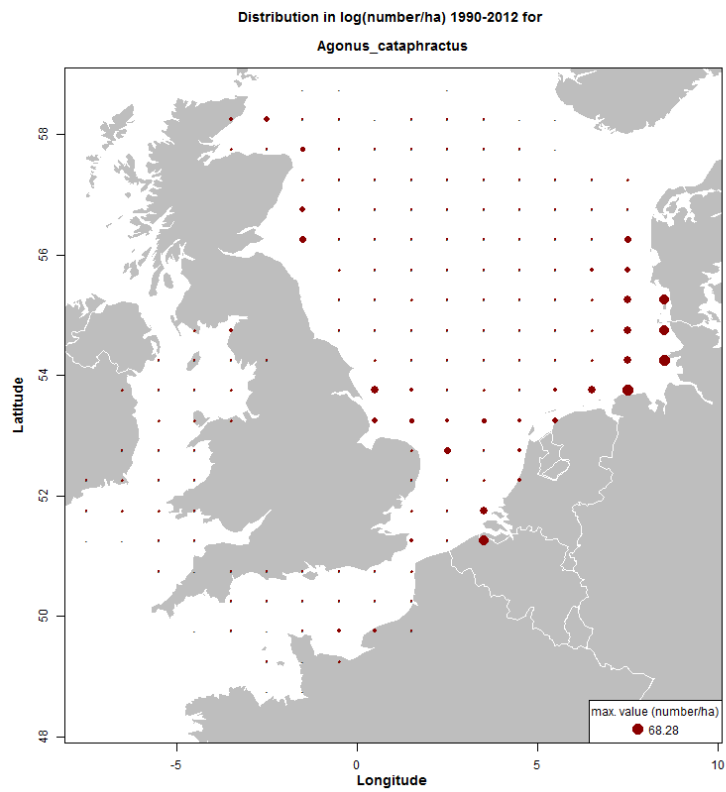 Distribution in log(number/ha) 1990-2012 for
Agonus_cataphractus
58
56
54
52
50
48
Latitude
-5
0
5
10
Longitude
max. value (number/ha)
68.28